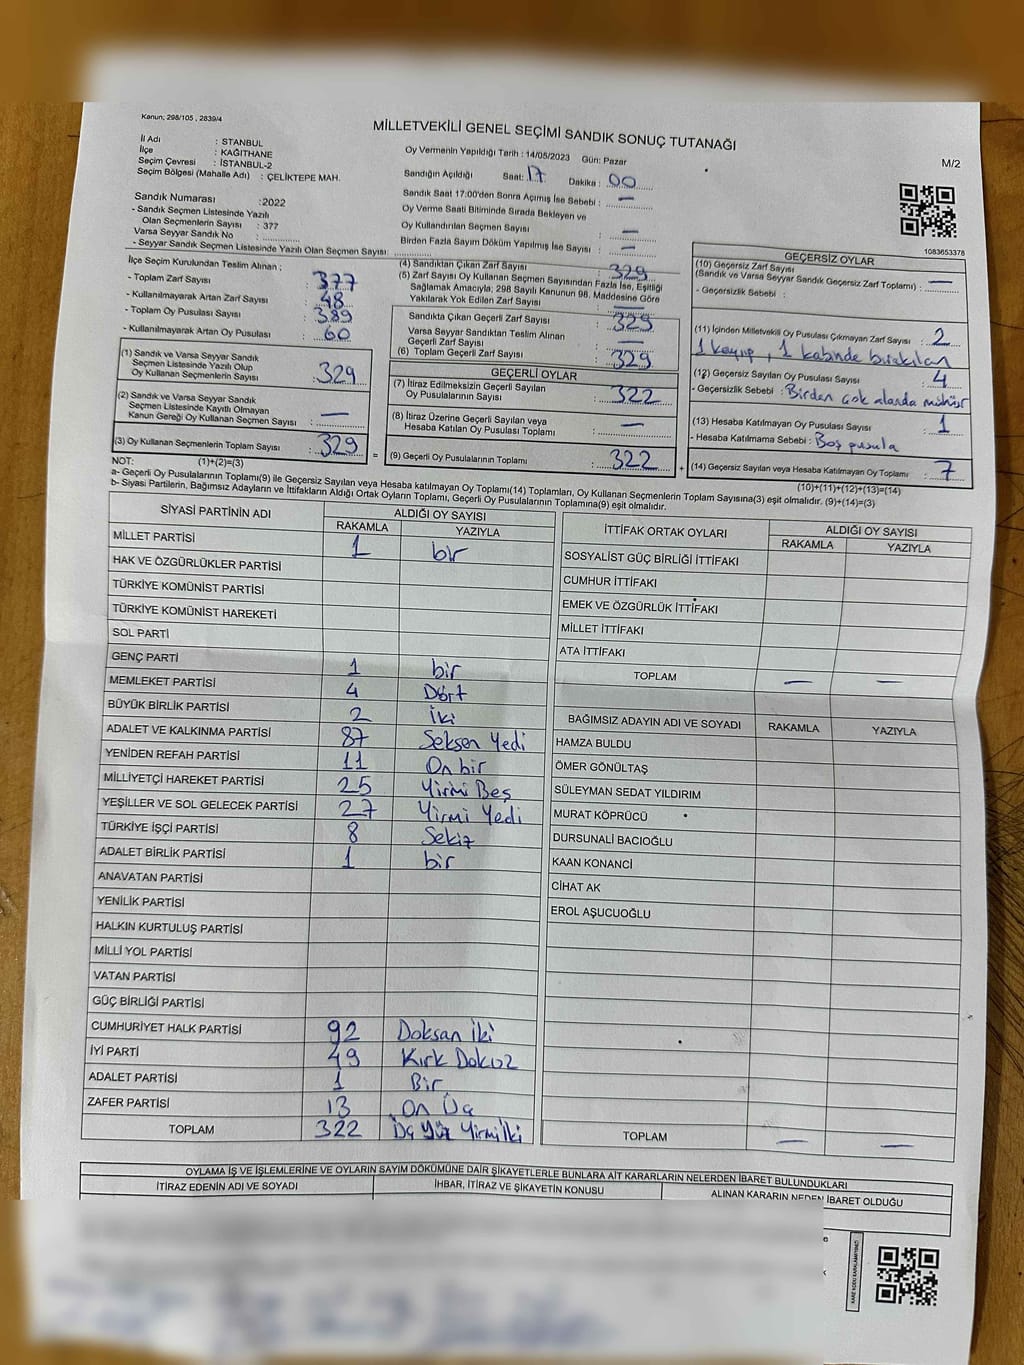 Kanun, 298/105 , 2839/4
MİLLETVEKİLİ GENEL SEÇİMİ SANDIK SONUÇ TUTANAĞI
M/2
İl Adı : STANBUL
İlçe : KAĞITHANE
Seçim Çevresi : İSTANBUL-2
Seçim Bölgesi (Mahalle Adı) : ÇELİKTEPE MAH.
Oy Vermenin Yapıldığı Tarih : 14/05/2023 Gün: Pazar
Sandığın Açıldığı Saat: 17 Dakika : 00
Sandık Saat 17:00'den Sonra Açımış İse Sebebi : —
Oy Verme Saati Bitiminde Sırada Bekleyen ve
Oy Kullandırılan Seçmen Sayısı : —
Birden Fazla Sayım Döküm Yapılmış İse Sayısı : —
Sandık Numarası : 2022
- Sandık Seçmen Listesinde Yazılı
Olan Seçmenlerin Sayısı : 377
Varsa Seyyar Sandık No :
- Seyyar Sandık Seçmen Listesinde Yazılı Olan Seçmen Sayısı:
1083653378
İlçe Seçim Kurulundan Teslim Alınan ;
- Toplam Zarf Sayısı : 377
- Kullanılmayarak Artan Zarf Sayısı : 48
- Toplam Oy Pusulası Sayısı : 389
- Kullanılmayarak Artan Oy Pusulası : 60
(1) Sandık ve Varsa Seyyar Sandık
Seçmen Listesinde Yazılı Olup
Oy Kullanan Seçmenlerin Sayısı : 329
(2) Sandık ve Varsa Seyyar Sandık
Seçmen Listesinde Kayıtlı Olmayan
Kanun Gereği Oy Kullanan Seçmen Sayısı : —
(3) Oy Kullanan Seçmenlerin Toplam Sayısı : 329
(4) Sandıktan Çıkan Zarf Sayısı : 329
(5) Zarf Sayısı Oy Kullanan Seçmen Sayısından Fazla İse, Eşitliği
Sağlamak Amacıyla, 298 Sayılı Kanunun 98. Maddesine Göre
Yakılarak Yok Edilen Zarf Sayısı : —
Sandıkta Çıkan Geçerli Zarf Sayısı : 329
Varsa Seyyar Sandıktan Teslim Alınan
Geçerli Zarf Sayısı : —
(6) Toplam Geçerli Zarf Sayısı : 329
GEÇERLİ OYLAR
(7) İtiraz Edilmeksizin Geçerli Sayılan
Oy Pusulalarının Sayısı : 322
(8) İtiraz Üzerine Geçerli Sayılan veya
Hesaba Katılan Oy Pusulası Toplamı : —
(9) Geçerli Oy Pusulalarının Toplamı : 322
GEÇERSİZ OYLAR
(10) Geçersiz Zarf Sayısı
(Sandık ve Varsa Seyyar Sandık Geçersiz Zarf Toplamı) : —
- Geçersizlik Sebebi :
(11) İçinden Milletvekili Oy Pusulası Çıkmayan Zarf Sayısı : 2
1 kayıp, 1 kabinde bırakılan
(12) Geçersiz Sayılan Oy Pusulası Sayısı : 4
- Geçersizlik Sebebi : Birden çok alanda mühür
(13) Hesaba Katılmayan Oy Pusulası Sayısı : 1
- Hesaba Katılmama Sebebi : Boş pusula
(14) Geçersiz Sayılan veya Hesaba Katılmayan Oy Toplamı : 7
NOT: (1)+(2)=(3)
(10)+(11)+(12)+(13)=(14)
a- Geçerli Oy Pusulaları Toplamı(9) ile Geçersiz Sayılan veya Hesaba katılmayan Oy Toplamı(14) Toplamları, Oy Kullanan Seçmenlerin Toplam Sayısına(3) eşit olmalıdır. (9)+(14)=(3)
b- Siyasi Partilerin, Bağımsız Adayların ve İttifakların Aldığı Ortak Oyların Toplamı, Geçerli Oy Pusulalarının Toplamına(9) eşit olmalıdır.
SİYASİ PARTİNİN ADI ALDIĞI OY SAYISI
RAKAMLA YAZIYLA
MİLLET PARTİSİ 1 bir
HAK VE ÖZGÜRLÜKLER PARTİSİ
TÜRKİYE KOMÜNİST PARTİSİ
TÜRKİYE KOMÜNİST HAREKETİ
SOL PARTİ
GENÇ PARTİ 1 bir
MEMLEKET PARTİSİ 4 Dört
BÜYÜK BİRLİK PARTİSİ 2 İki
ADALET VE KALKINMA PARTİSİ 87 Seksen Yedi
YENİDEN REFAH PARTİSİ 11 On bir
MİLLİYETÇİ HAREKET PARTİSİ 25 Yirmi Beş
YEŞİLLER VE SOL GELECEK PARTİSİ 27 Yirmi Yedi
TÜRKİYE İŞÇİ PARTİSİ 8 Sekiz
ADALET BİRLİK PARTİSİ 1 bir
ANAVATAN PARTİSİ
YENİLİK PARTİSİ
HALKIN KURTULUŞ PARTİSİ
MİLLİ YOL PARTİSİ
VATAN PARTİSİ
GÜÇ BİRLİĞİ PARTİSİ
CUMHURİYET HALK PARTİSİ 92 Doksan İki
İYİ PARTİ 49 Kırk Dokuz
ADALET PARTİSİ 1 Bir
ZAFER PARTİSİ 13 On Üç
TOPLAM 322 Üç Yüz Yirmi İki
İTTİFAK ORTAK OYLARI ALDIĞI OY SAYISI
RAKAMLA YAZIYLA
SOSYALİST GÜÇ BİRLİĞİ İTTİFAKI
CUMHUR İTTİFAKI
EMEK VE ÖZGÜRLÜK İTTİFAKI
MİLLET İTTİFAKI
ATA İTTİFAKI
TOPLAM — —
BAĞIMSIZ ADAYIN ADI VE SOYADI RAKAMLA YAZIYLA
HAMZA BULDU
ÖMER GÖNÜLTAŞ
SÜLEYMAN SEDAT YILDIRIM
MURAT KÖPRÜCÜ
DURSUNALİ BACIOĞLU
KAAN KONANCİ
CİHAT AK
EROL AŞUCUOĞLU
TOPLAM — —
OYLAMA İŞ VE İŞLEMLERİNE VE OYLARIN SAYIM DÖKÜMÜNE DAİR ŞİKAYETLERLE BUNLARA AİT KARARLARIN NELERDEN İBARET BULUNDUKLARI
İTİRAZ EDENİN ADI VE SOYADI İHBAR, İTİRAZ VE ŞİKAYETİN KONUSU ALINAN KARARIN NEDEN İBARET OLDUĞU
KARE KODU KARALAMAYINIZ!